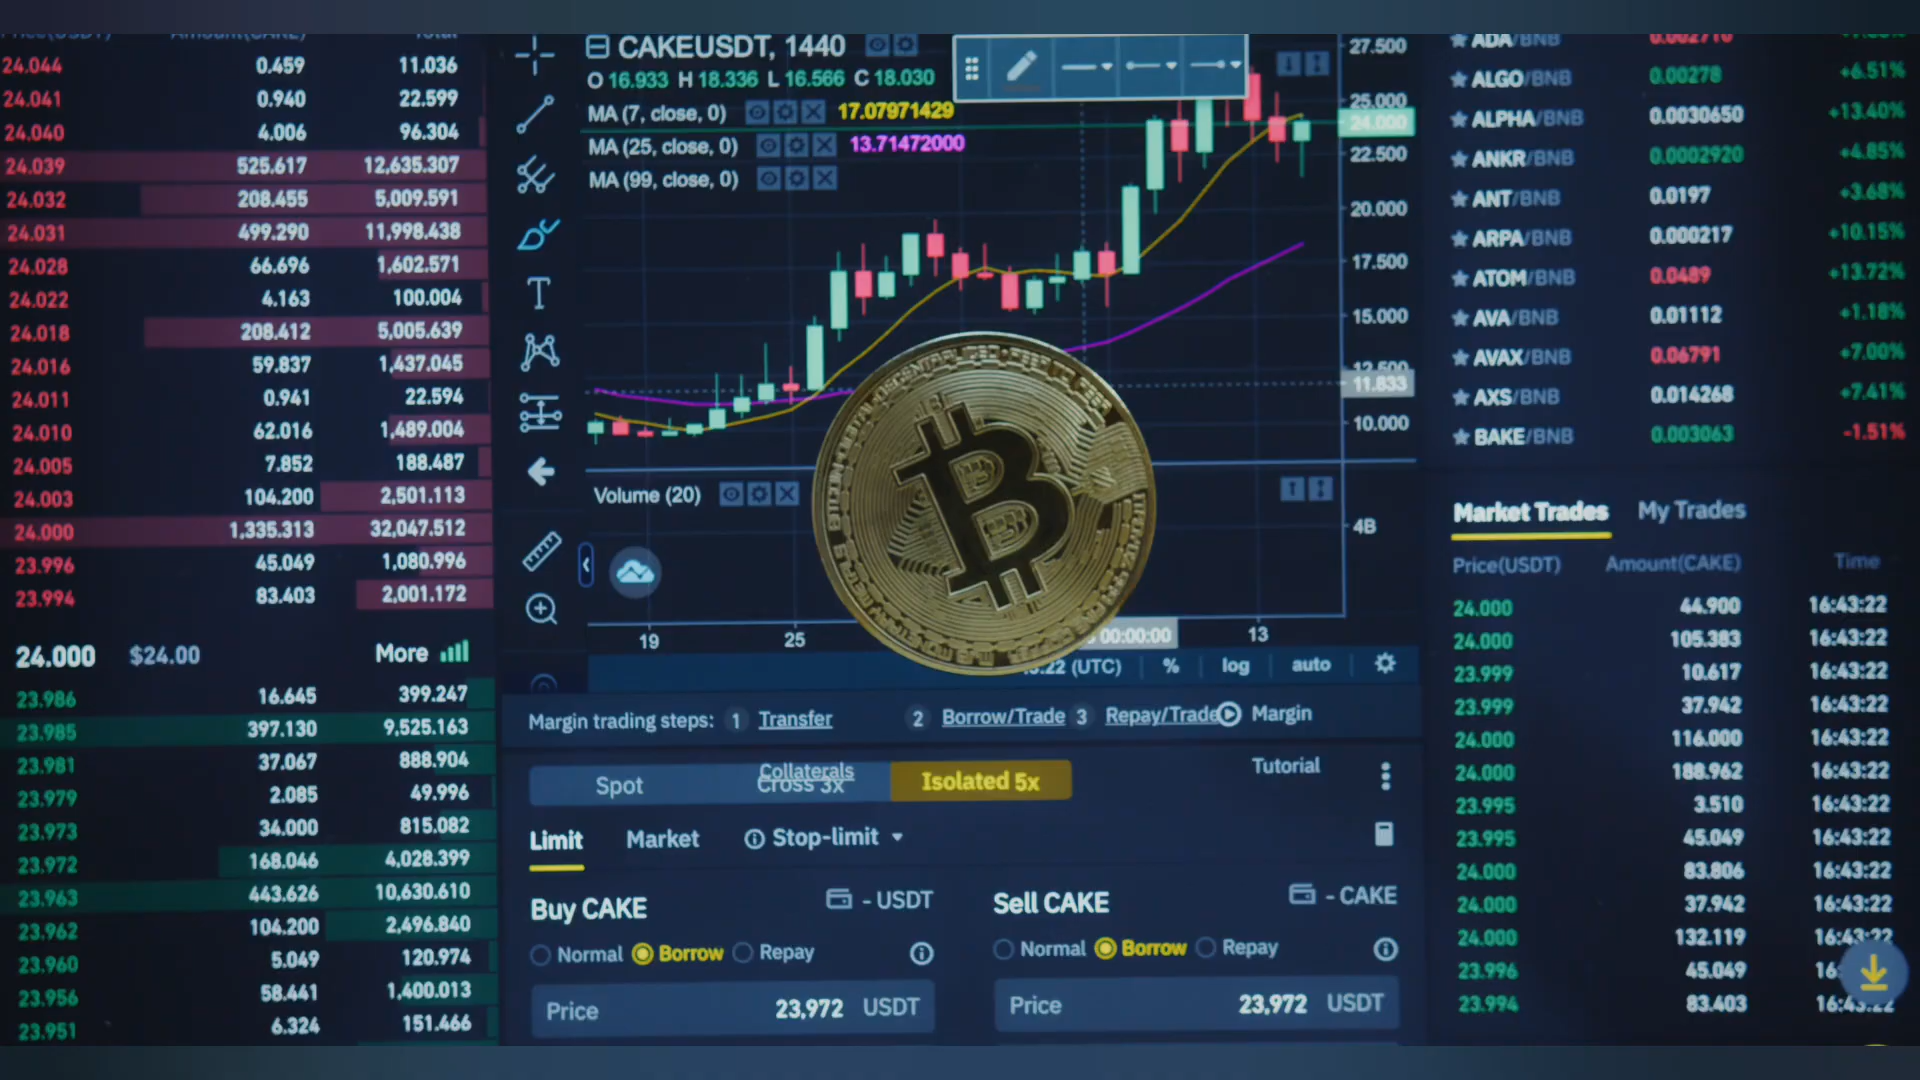 24.044 0.459 11.036
24.041 0.940 22.599
24.040 4.006 96.304
24.039 525.617 12,635.307
24.032 208.455 5,009.591
24.031 499.290 11,998.438
24.028 66.696 1,602.571
24.022 4.163 100.004
24.018 208.412 5,005.639
24.016 59.837 1,437.045
24.011 0.941 22.594
24.010 62.016 1,489.004
24.005 7.852 188.487
24.003 104.200 2,501.113
24.000 1,335.313 32,047.512
23.996 45.049 1,080.996
23.994 83.403 2,001.172
24.000 $24.00 More
23.986 16.645 399.247
23.985 397.130 9,525.163
23.981 37.067 888.904
23.979 2.085 49.996
23.973 34.000 815.082
23.972 168.046 4,028.399
23.963 443.626 10,630.610
23.962 104.200 2,496.840
23.960 5.049 120.974
23.956 58.441 1,400.013
23.951 6.324 151.466
CAKEUSDT, 1440
O 16.933 H 18.336 L 16.566 C 18.030
MA (7, close, 0) 17.07971429
MA (25, close, 0) 13.71472000
MA (99, close, 0)
27.500
25.000
24.000
22.500
20.000
17.500
15.000
12.500
11.833
10.000
Volume (20)
4B
19 25 00:00:00 13
(UTC) % log auto
Margin trading steps: 1 Transfer 2 Borrow/Trade 3 Repay/Trade Margin
Collaterals
Tutorial
Spot Cross 3x Isolated 5x
Limit Market Stop-limit
Buy CAKE - USDT
Normal Borrow Repay
Price 23,972 USDT
Sell CAKE - CAKE
Normal Borrow Repay
Price 23,972 USDT
ADA/BNB 0.002710
ALGO/BNB 0.00278 +6.51%
ALPHA/BNB 0.0030650 +13.40%
ANKR/BNB 0.0002920 +4.85%
ANT/BNB 0.0197 +3.68%
ARPA/BNB 0.000217 +10.15%
ATOM/BNB 0.0489 +13.72%
AVA/BNB 0.01112 +1.18%
AVAX/BNB 0.06791 +7.00%
AXS/BNB 0.014268 +7.41%
BAKE/BNB 0.003063 -1.51%
Market Trades My Trades
Price(USDT) Amount(CAKE) Time
24.000 44.900 16:43:22
24.000 105.383 16:43:22
23.999 10.617 16:43:22
23.999 37.942 16:43:22
24.000 116.000 16:43:22
24.000 188.962 16:43:22
23.995 3.510 16:43:22
23.995 45.049 16:43:22
24.000 83.806 16:43:22
24.000 37.942 16:43:22
24.000 132.119 16:43:22
23.996 45.049
23.994 83.403 16:43:22